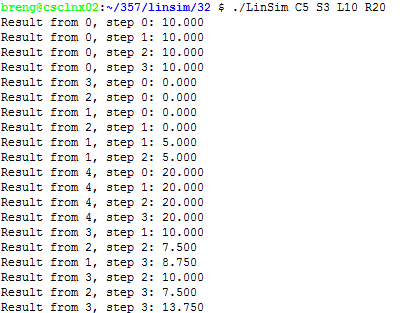 breng@csclnx02:~/357/linsim/32 $ ./LinSim C5 S3 L10 R20
Result from 0, step 0: 10.000
Result from 0, step 1: 10.000
Result from 0, step 2: 10.000
Result from 0, step 3: 10.000
Result from 3, step 0: 0.000
Result from 2, step 0: 0.000
Result from 1, step 0: 0.000
Result from 2, step 1: 0.000
Result from 1, step 1: 5.000
Result from 1, step 2: 5.000
Result from 4, step 0: 20.000
Result from 4, step 1: 20.000
Result from 4, step 2: 20.000
Result from 4, step 3: 20.000
Result from 3, step 1: 10.000
Result from 2, step 2: 7.500
Result from 1, step 3: 8.750
Result from 3, step 2: 10.000
Result from 2, step 3: 7.500
Result from 3, step 3: 13.750